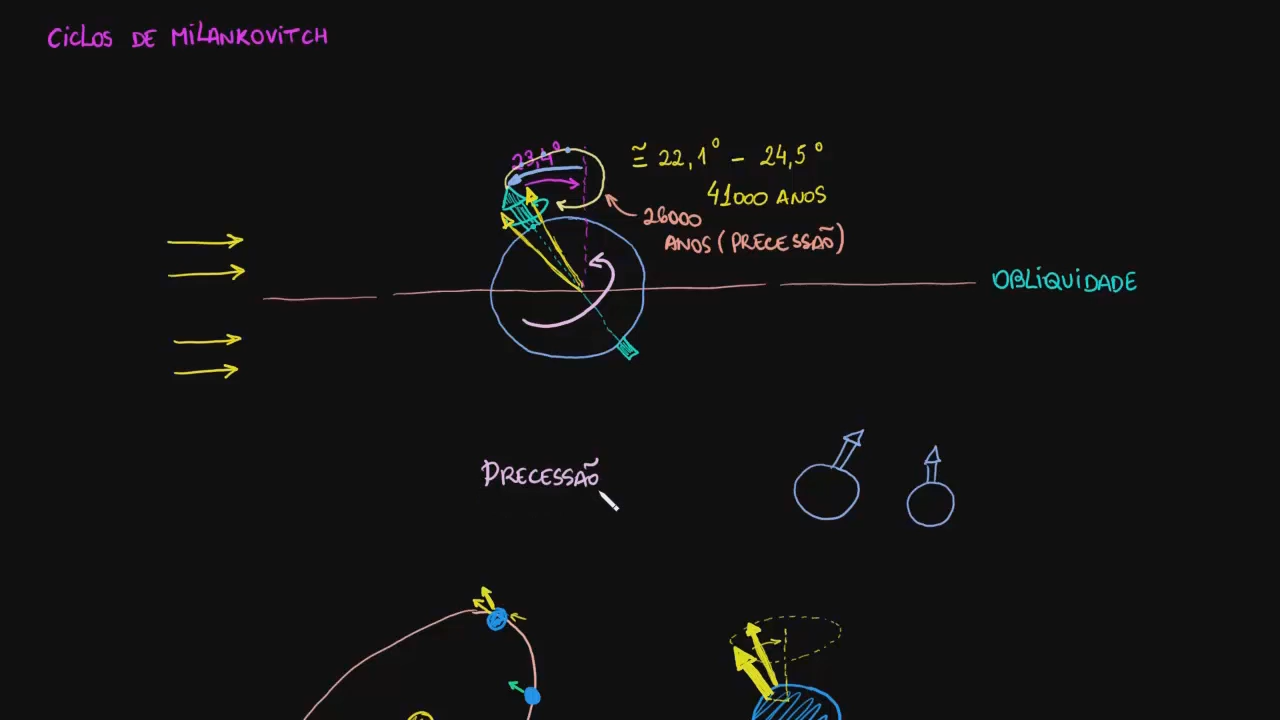 CICLOS DE MILANKOVITCH
23,4°
≅ 22,1° - 24,5°
41000 ANOS
26000
ANOS (PRECESSÃO)
OBLIQUIDADE
PRECESSÃO